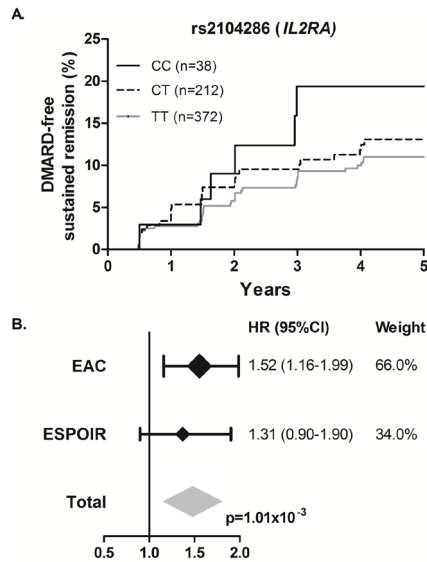 A.
rs2104286 (IL2RA)
DMARD-free
sustained remission (%)
25
20
15
10
5
0
CC (n=38)
CT (n=212)
TT (n=372)
0 1 2 3 4 5
Years
B.
HR (95%CI) Weight
EAC 1.52 (1.16-1.99) 66.0%
ESPOIR 1.31 (0.90-1.90) 34.0%
Total
p=1.01x10-3
0.5 1.0 1.5 2.0